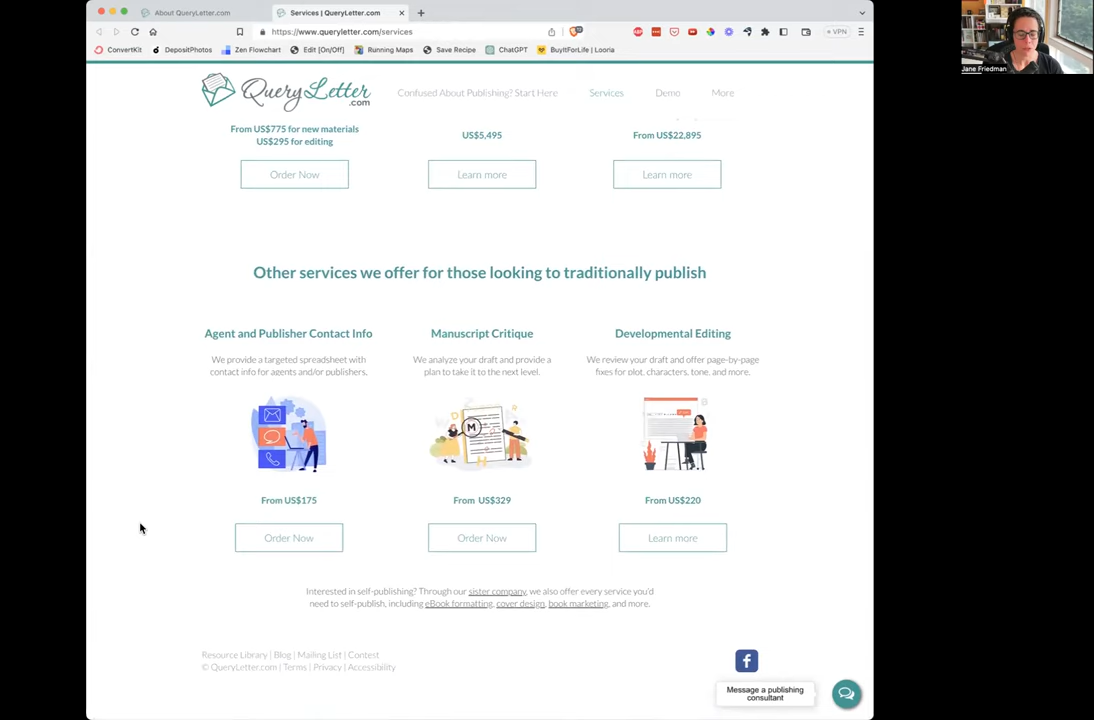 About QueryLetter.com
Services | QueryLetter.com
https://www.queryletter.com/services
VPN
ConvertKit
DepositPhotos
Zen Flowchart
Edit [On/Off]
Running Maps
Save Recipe
ChatGPT
BuyItForLife | Looria
Jane Friedman
QueryLetter
.com
Confused About Publishing? Start Here
Services
Demo
More
From US$775 for new materials
US$295 for editing
US$5,495
From US$22,895
Order Now
Learn more
Learn more
Other services we offer for those looking to traditionally publish
Agent and Publisher Contact Info
We provide a targeted spreadsheet with
contact info for agents and/or publishers.
From US$175
Order Now
Manuscript Critique
We analyze your draft and provide a
plan to take it to the next level.
M
From US$329
Order Now
Developmental Editing
We review your draft and offer page-by-page
fixes for plot, characters, tone, and more.
From US$220
Learn more
Interested in self-publishing? Through our sister company, we also offer every service you'd
need to self-publish, including eBook formatting, cover design, book marketing, and more.
Resource Library | Blog | Mailing List | Contest
© QueryLetter.com | Terms | Privacy | Accessibility
f
Message a publishing
consultant